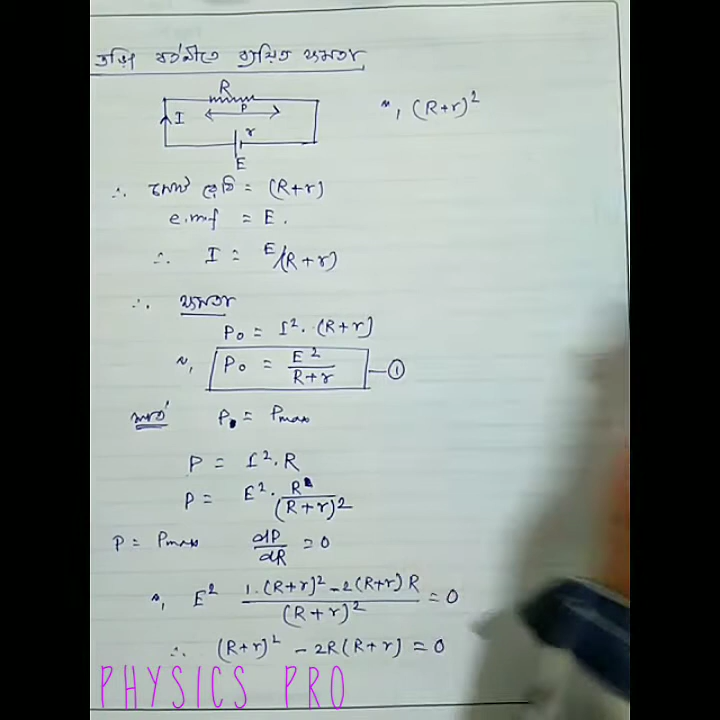 তড়িৎ বর্তনীতে ব্যয়িত ক্ষমতা
R
I
P
r
E
বা, (R+r)²
∴ মোট রোধ = (R+r)
e.m.f = E.
∴ I = E/(R+r)
∴ ক্ষমতা
P₀ = I². (R+r)
বা, P₀ = E²/(R+r) —①
শর্ত P₀ = Pmax
P = I². R
P = E². R/(R+r)²
P = Pmax dP/dR = 0
বা, E² (1.(R+r)² - 2(R+r) R)/(R+r)² = 0
∴ (R+r)² - 2R(R+r) = 0
PHYSICS PRO